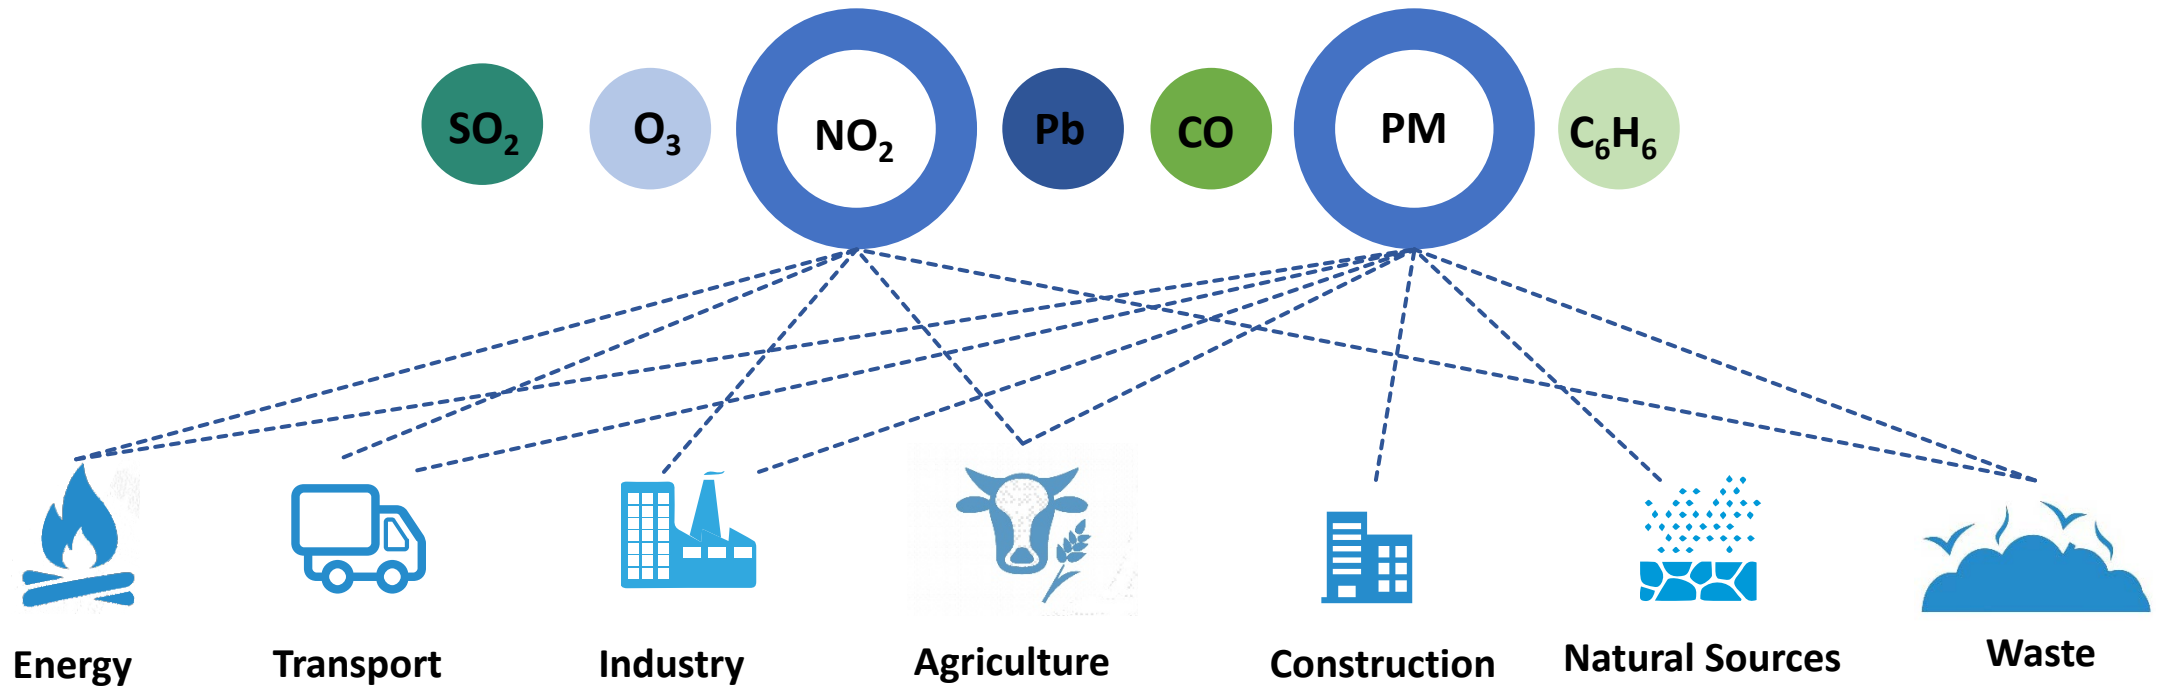 SO₂ O₃ NO₂ Pb CO PM C₆H₆
Energy Transport Industry Agriculture Construction Natural Sources Waste